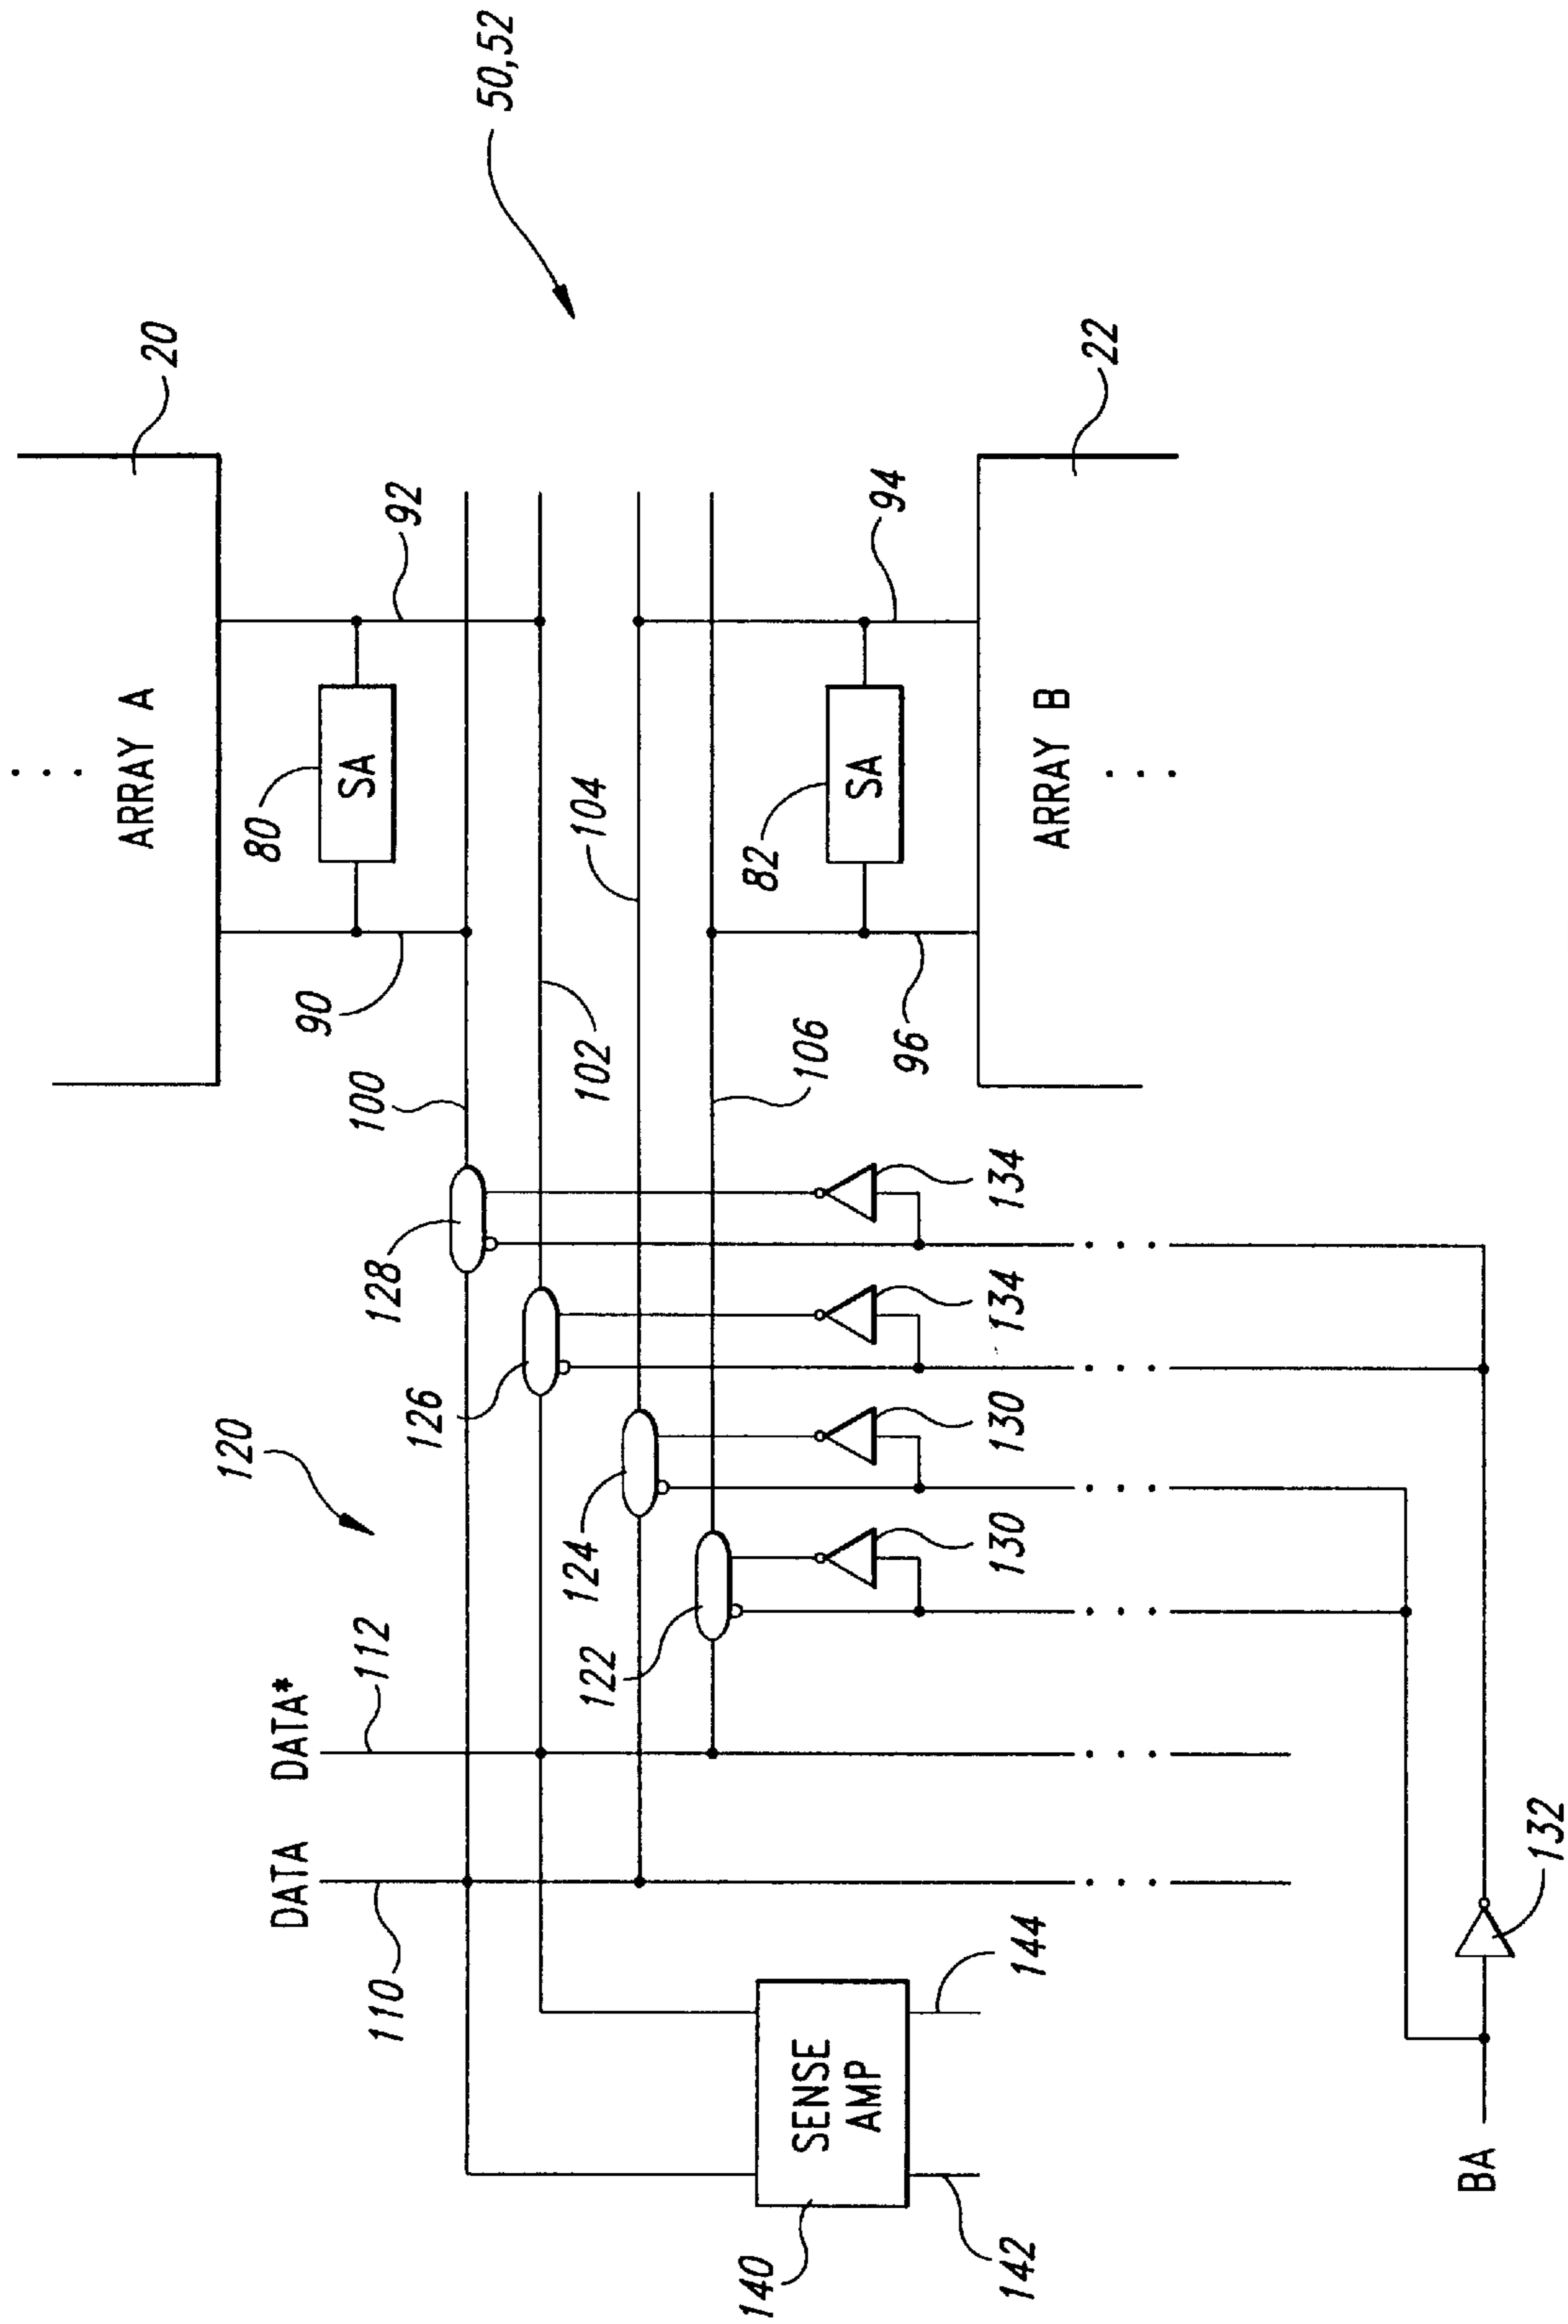 50,52
20
ARRAY A
. . .
80
SA
90
92
100
102
104
106
94
82
SA
96
22
ARRAY B
. . .
120
128
126
124
122
134
134
130
130
DATA
DATA*
110
112
SENSE
AMP
140
142
144
BA
132